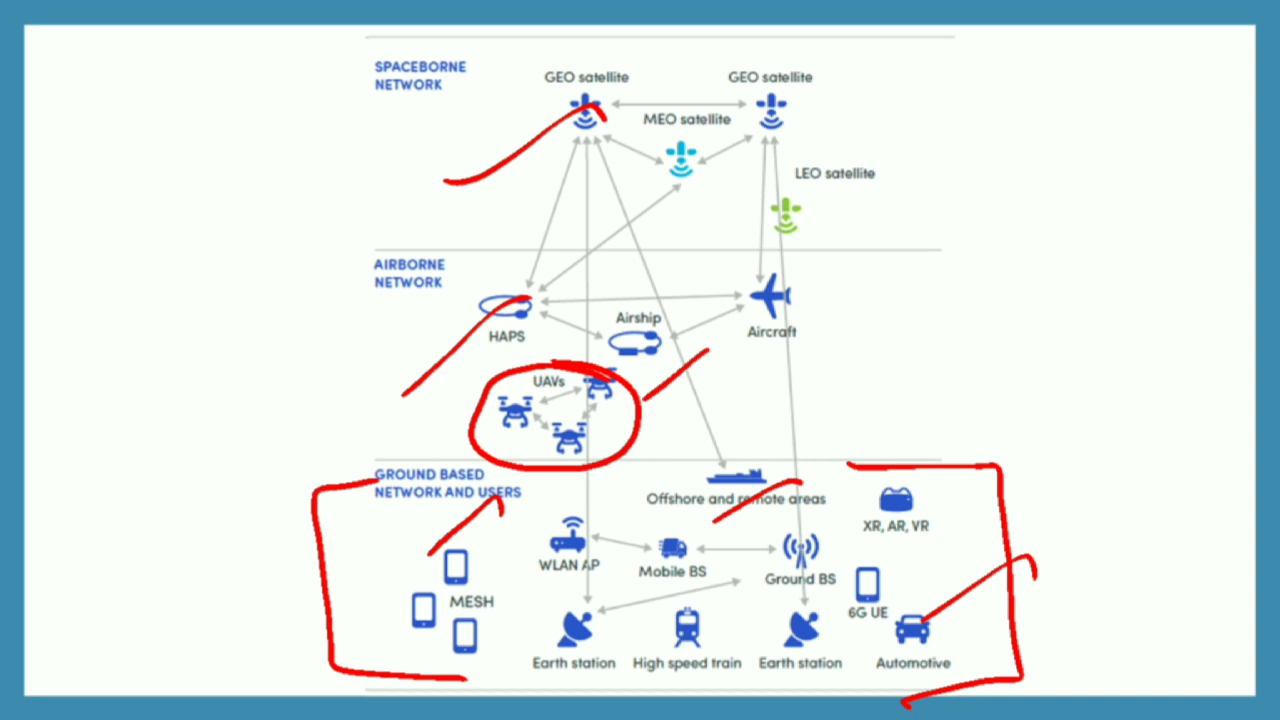 SPACEBORNE
NETWORK
GEO satellite
GEO satellite
MEO satellite
LEO satellite
AIRBORNE
NETWORK
HAPS
Airship
Aircraft
UAVs
GROUND BASED
NETWORK AND USERS
Offshore and remote areas
XR, AR, VR
WLAN AP
Mobile BS
Ground BS
MESH
6G UE
Earth station
High speed train
Earth station
Automotive